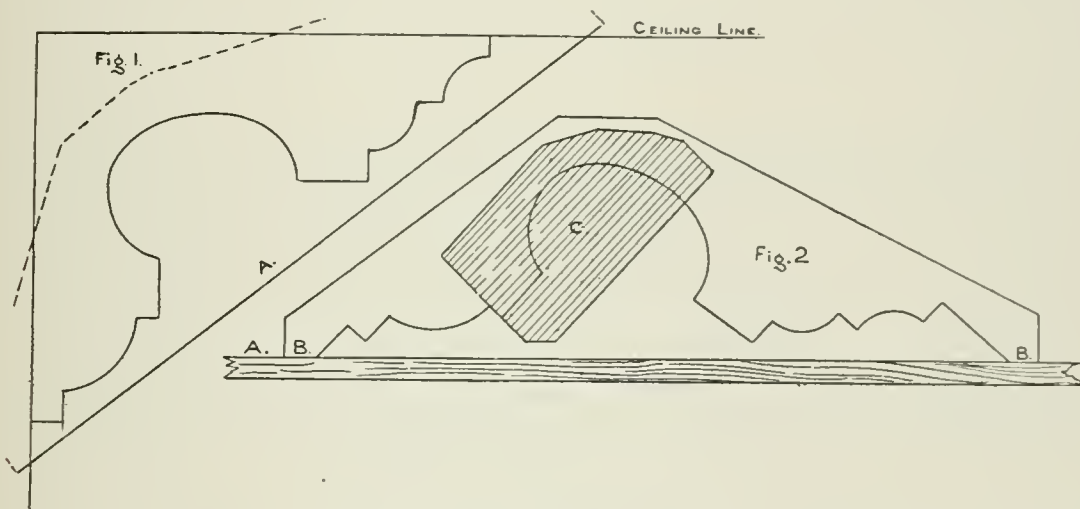 CEILING LINE.
Fig. 1.
A.
C.
Fig. 2
A. B.
B.